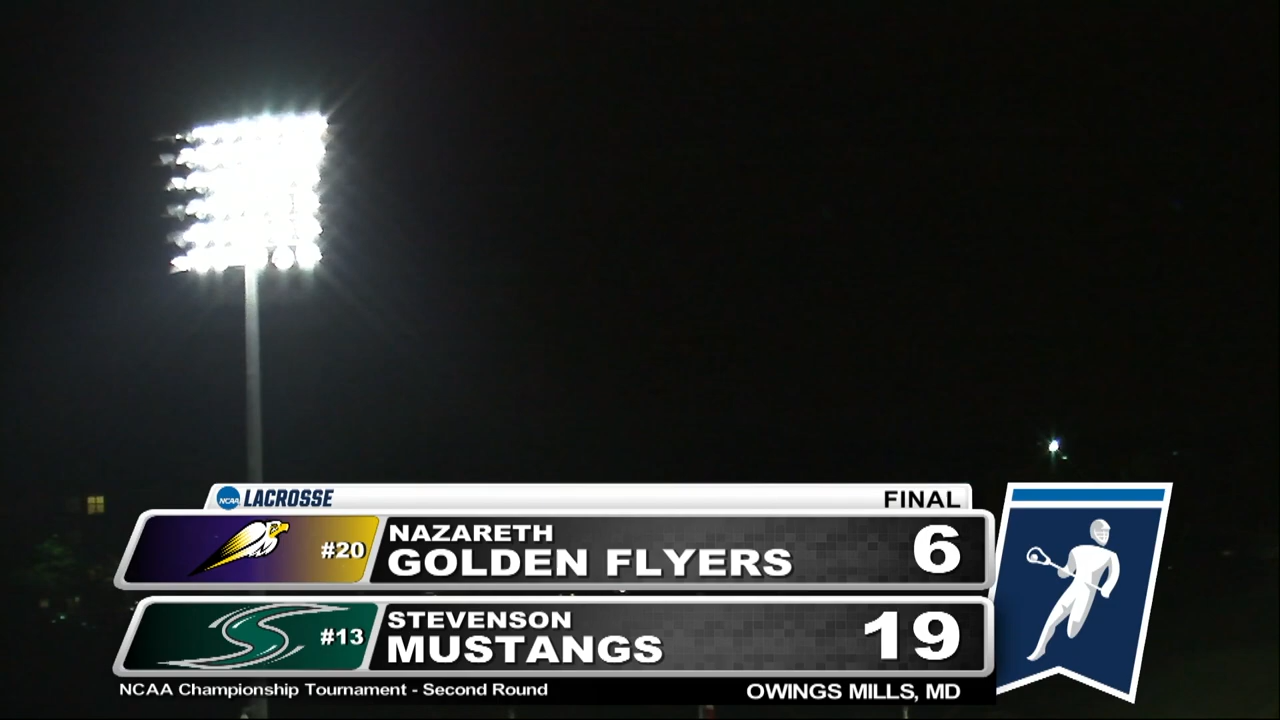 NCAA LACROSSE FINAL
#20 NAZARETH GOLDEN FLYERS 6
#13 STEVENSON MUSTANGS 19
NCAA Championship Tournament - Second Round OWINGS MILLS, MD